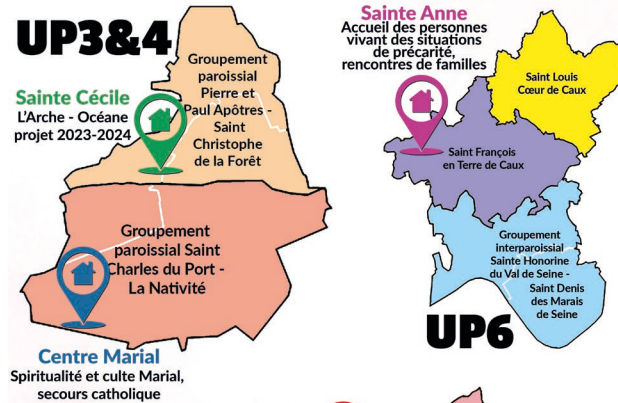 UP3&4
Sainte Cécile
L'Arche - Océane
projet 2023-2024
Groupement
paroissial
Pierre et
Paul Apôtres -
Saint
Christophe
de la Forêt
Groupement
paroissial Saint
Charles du Port -
La Nativité
Centre Marial
Spiritualité et culte Marial,
secours catholique
Sainte Anne
Accueil des personnes
vivant des situations
de précarité,
rencontres de familles
Saint Louis
Cœur de Caux
Saint François
en Terre de Caux
Groupement
interparoissial
Sainte Honorine
du Val de Seine -
Saint Denis
des Marais
de Seine
UP6